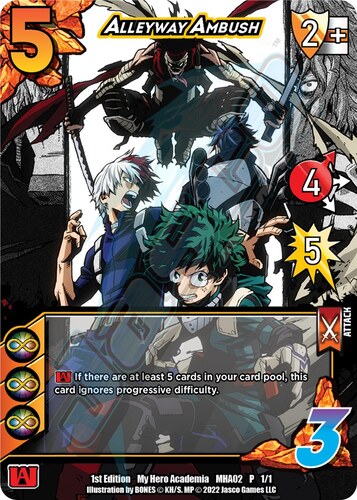 5
ALLEYWAY AMBUSH
2 +
4
5
ATTACK
UA If there are at least 5 cards in your card pool, this
card ignores progressive difficulty.
3
UA
1st Edition My Hero Academia MHA02 P 1/1
Illustration by BONES © KH/S. MP © 2022 Jasco Games LLC